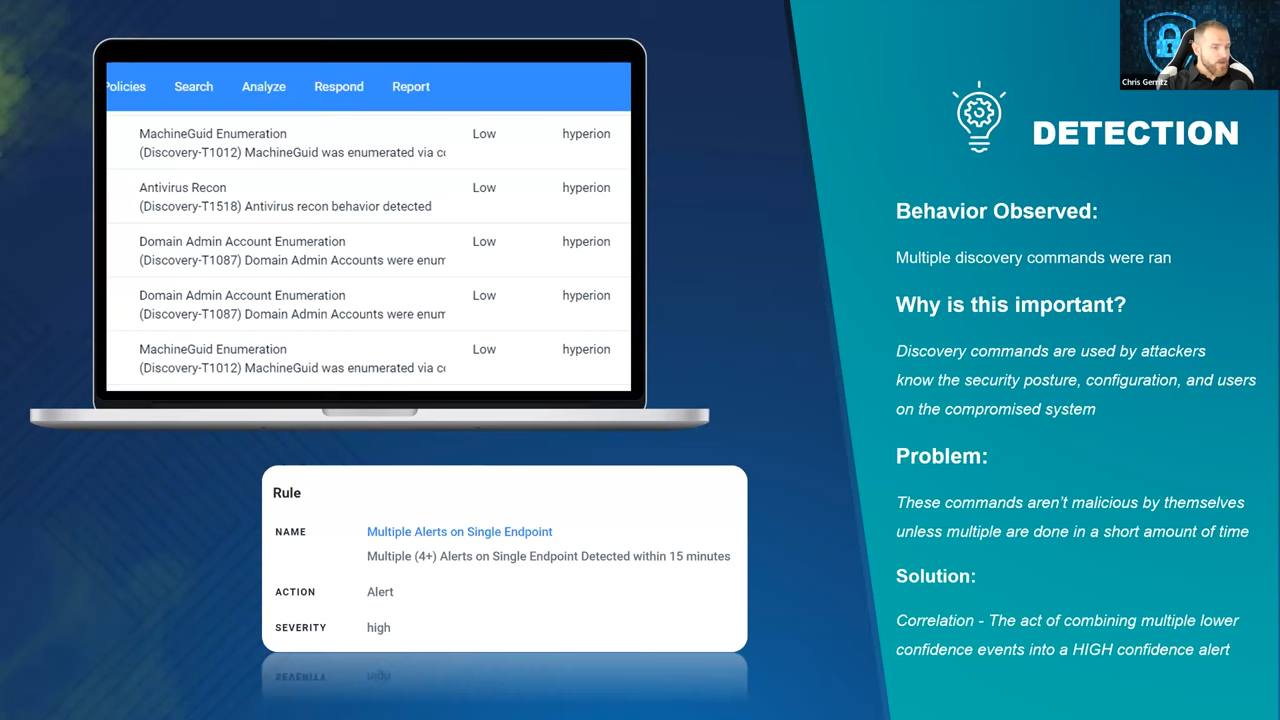 Policies Search Analyze Respond Report
MachineGuid Enumeration Low hyperion
(Discovery-T1012) MachineGuid was enumerated via co
Antivirus Recon Low hyperion
(Discovery-T1518) Antivirus recon behavior detected
Domain Admin Account Enumeration Low hyperion
(Discovery-T1087) Domain Admin Accounts were enum
Domain Admin Account Enumeration Low hyperion
(Discovery-T1087) Domain Admin Accounts were enum
MachineGuid Enumeration Low hyperion
(Discovery-T1012) MachineGuid was enumerated via co
Rule
NAME Multiple Alerts on Single Endpoint
Multiple (4+) Alerts on Single Endpoint Detected within 15 minutes
ACTION Alert
SEVERITY high
Chris Gerritz
DETECTION
Behavior Observed:
Multiple discovery commands were ran
Why is this important?
Discovery commands are used by attackers
know the security posture, configuration, and users
on the compromised system
Problem:
These commands aren't malicious by themselves
unless multiple are done in a short amount of time
Solution:
Correlation - The act of combining multiple lower
confidence events into a HIGH confidence alert